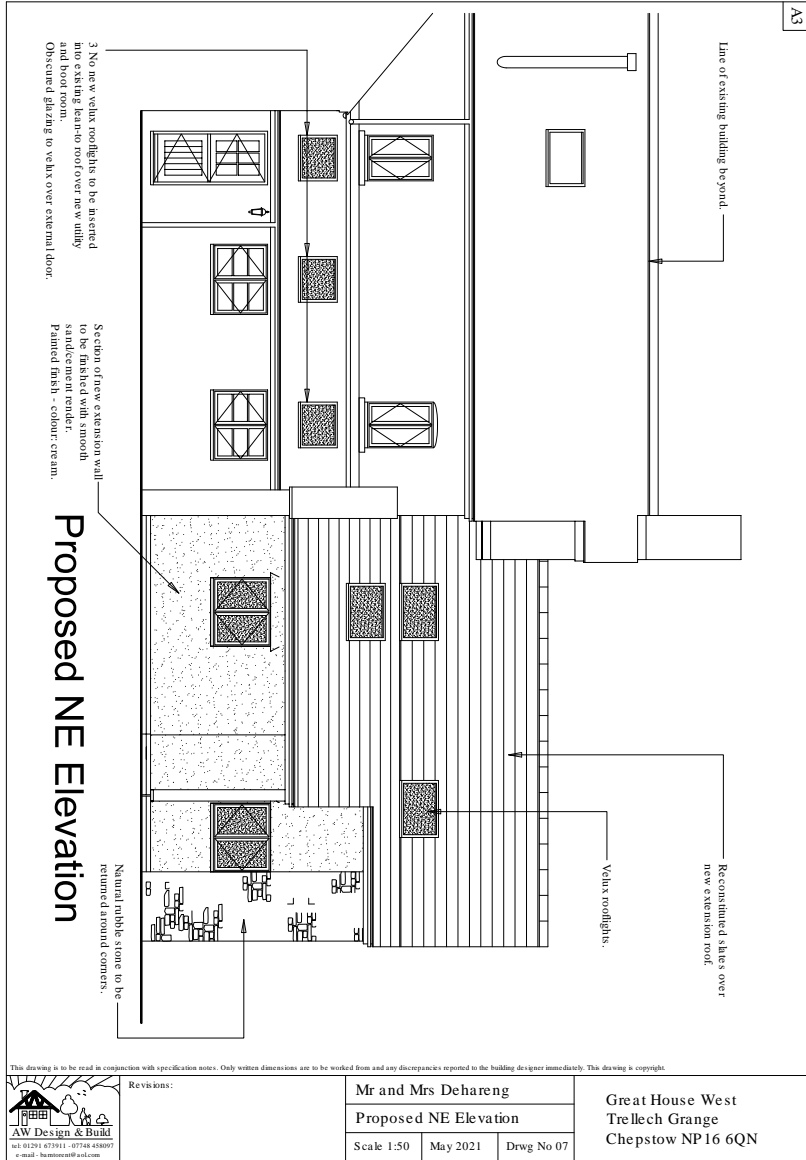 A3
Line of existing building beyond.
3 No new velux rooflights to be inserted
into existing lean-to roof over new utility
and boot room.
Obscured glazing to velux over external door.
Section of new extension wall
to be finished with smooth
sand/cement render.
Painted finish - colour: cream.
Reconstituted slates over
new extension roof.
Velux rooflights.
Natural rubble stone to be
returned around corners.
Proposed NE Elevation
This drawing is to be read in conjunction with specification notes. Only written dimensions are to be worked from and any discrepancies reported to the building designer immediately. This drawing is copyright.
AW Design & Build
tel: 01291 673911 - 07748 458097
e-mail - bamtorent@aol.com
Revisions:
Mr and Mrs Dehareng
Proposed NE Elevation
Scale 1:50
May 2021
Drwg No 07
Great House West
Trellech Grange
Chepstow NP16 6QN